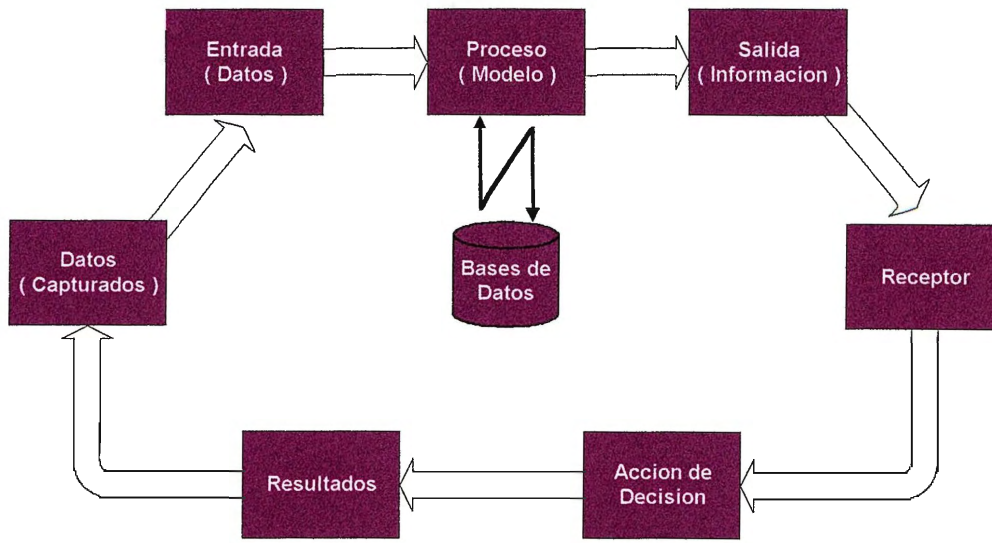 Entrada
( Datos )
Proceso
( Modelo )
Salida
( Informacion )
Datos
( Capturados )
Bases de
Datos
Receptor
Resultados
Accion de
Decision